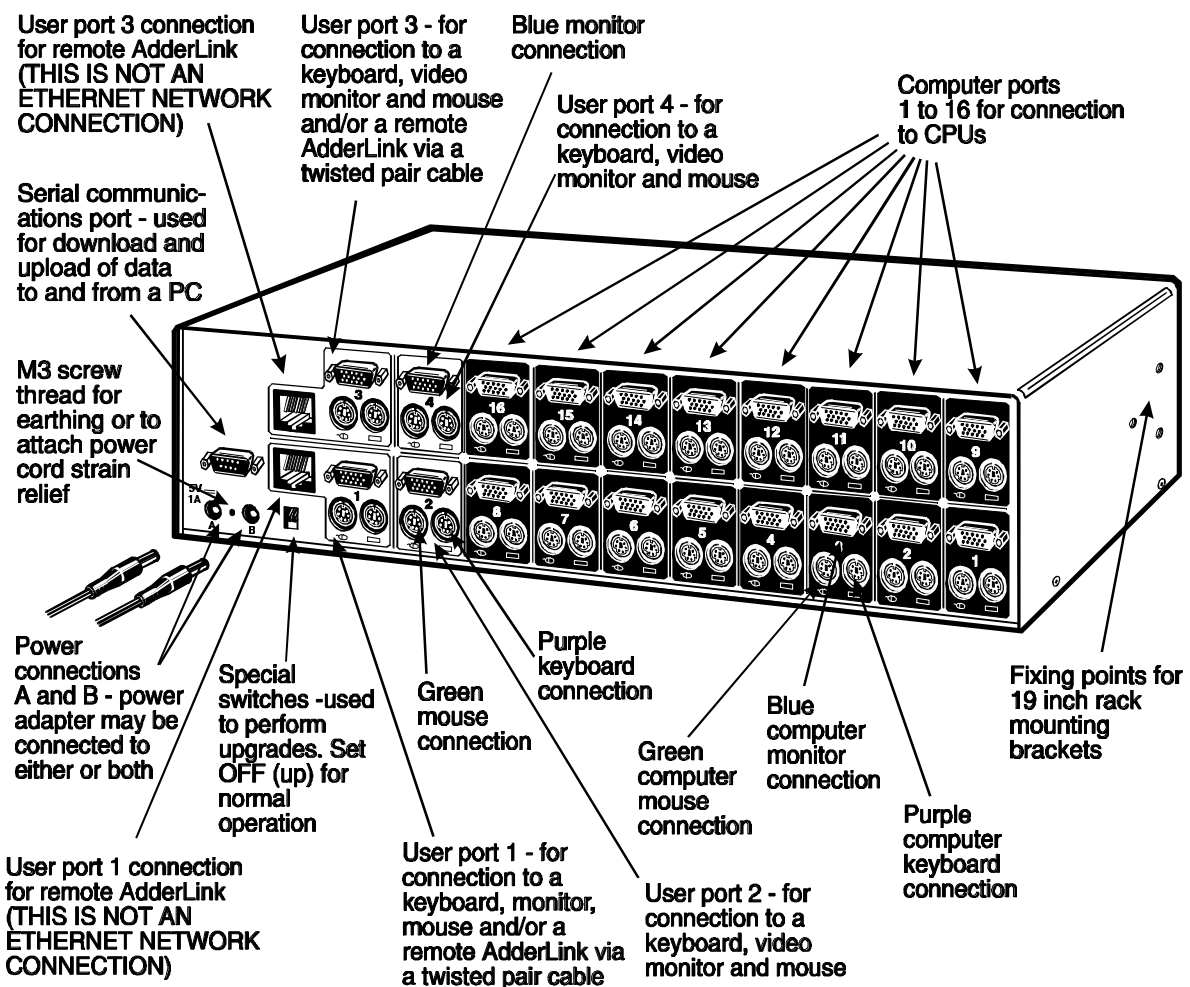 User port 3 connection
for remote AdderLink
(THIS IS NOT AN
ETHERNET NETWORK
CONNECTION)
User port 3 - for
connection to a
keyboard, video
monitor and mouse
and/or a remote
AdderLink via a
twisted pair cable
Blue monitor
connection
User port 4 - for
connection to a
keyboard, video
monitor and mouse
Computer ports
1 to 16 for connection
to CPUs
Serial communic-
ations port - used
for download and
upload of data
to and from a PC
M3 screw
thread for
earthing or to
attach power
cord strain
relief
3
4
16
15
14
13
12
11
10
9
5V
1A
A
B
1
2
8
7
6
5
4
3
2
1
Power
connections
A and B - power
adapter may be
connected to
either or both
Special
switches -used
to perform
upgrades. Set
OFF (up) for
normal
operation
Green
mouse
connection
Purple
keyboard
connection
Green
computer
mouse
connection
Blue
computer
monitor
connection
Purple
computer
keyboard
connection
Fixing points for
19 inch rack
mounting
brackets
User port 1 connection
for remote AdderLink
(THIS IS NOT AN
ETHERNET NETWORK
CONNECTION)
User port 1 - for
connection to a
keyboard, monitor,
mouse and/or a
remote AdderLink via
a twisted pair cable
User port 2 - for
connection to a
keyboard, video
monitor and mouse